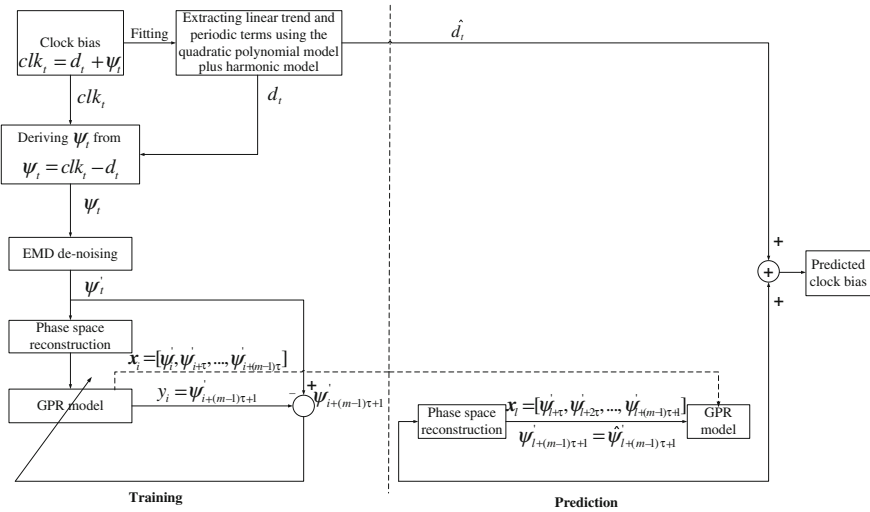 Clock bias
clk_t = d_t + ψ_t
Fitting
Extracting linear trend and
periodic terms using the
quadratic polynomial model
plus harmonic model
d̂_t
clk_t
d_t
Deriving ψ_t from
ψ_t = clk_t − d_t
ψ_t
EMD de-noising
ψ'_t
Phase space
reconstruction
x_i = [ψ'_i, ψ'_{i+τ}, ..., ψ'_{i+(m−1)τ}]
GPR model
y_i = ψ'_{i+(m−1)τ+1}
−
+
ψ'_{i+(m−1)τ+1}
Training
Phase space
reconstruction
x_l = [ψ'_{l+τ}, ψ'_{l+2τ}, ..., ψ'_{l+(m−1)τ+1}]
ψ'_{l+(m−1)τ+1} = ψ̂'_{l+(m−1)τ+1}
GPR
model
+
+
+
Predicted
clock bias
Prediction